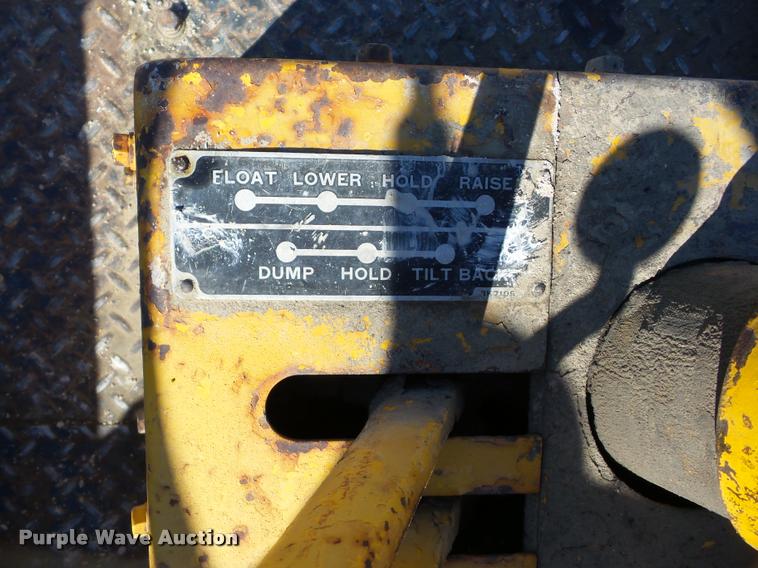 FLOAT LOWER HOLD RAISE
DUMP HOLD TILT BACK
Purple Wave Auction